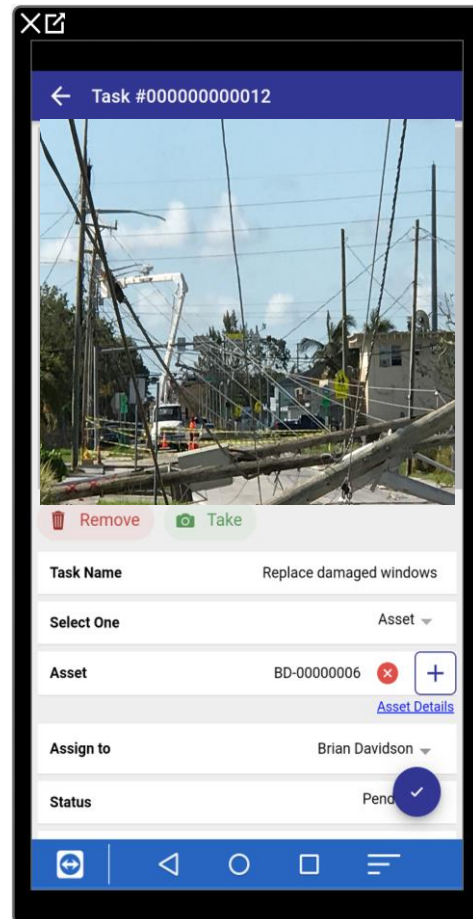 Task #000000000012
Remove
Take
Task Name
Replace damaged windows
Select One
Asset
Asset
BD-00000006
Asset Details
Assign to
Brian Davidson
Status